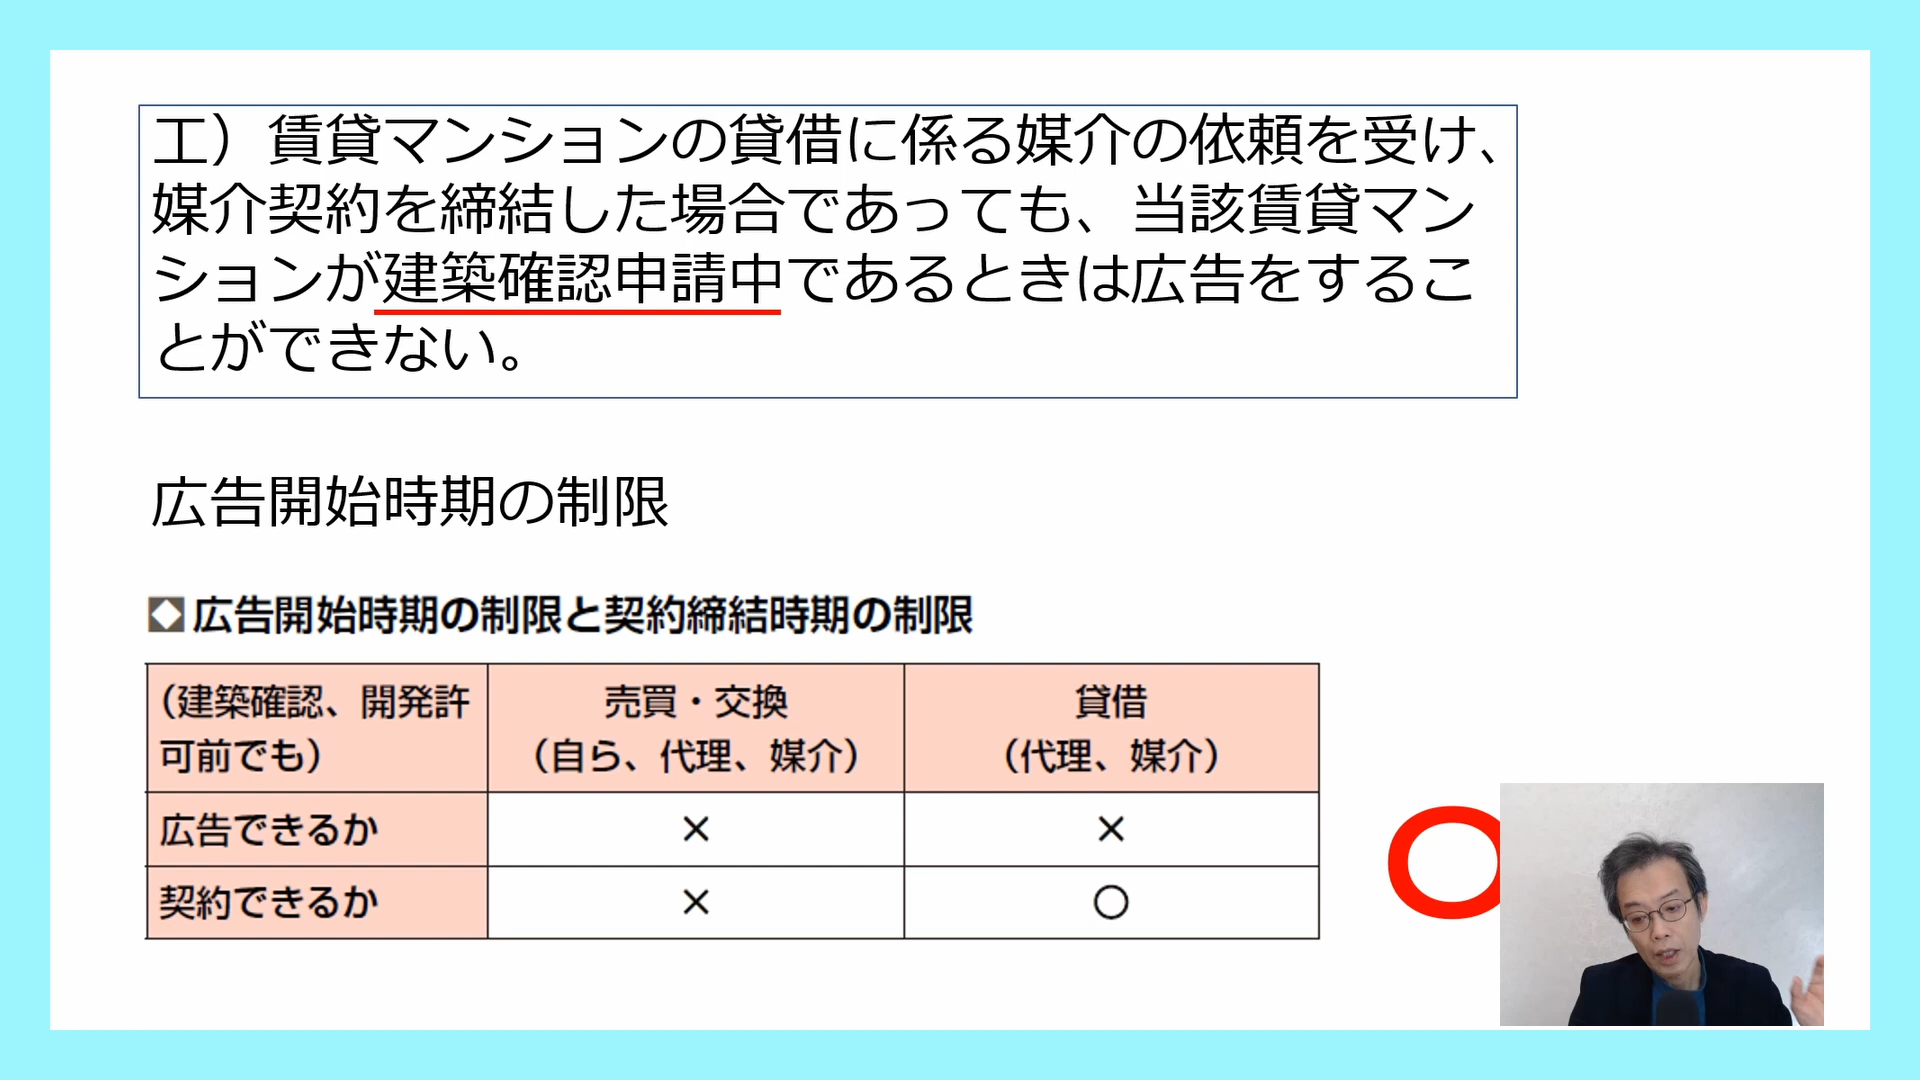 エ）賃貸マンションの貸借に係る媒介の依頼を受け、
媒介契約を締結した場合であっても、当該賃貸マン
ションが建築確認申請中であるときは広告をするこ
とができない。
広告開始時期の制限
◆広告開始時期の制限と契約締結時期の制限
（建築確認、開発許可前でも） 売買・交換（自ら、代理、媒介） 貸借（代理、媒介）
広告できるか × ×
契約できるか × ○